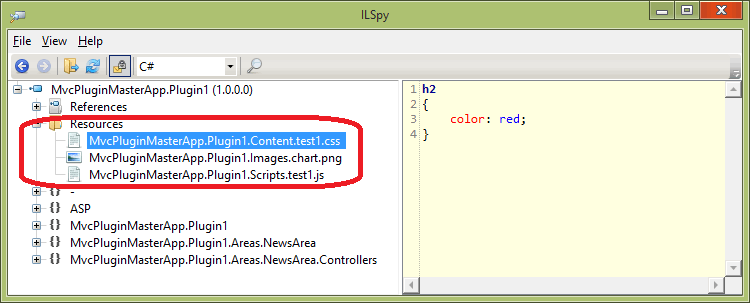 ILSpy
File View Help
C#
MvcPluginMasterApp.Plugin1 (1.0.0.0)
References
Resources
MvcPluginMasterApp.Plugin1.Content.test1.css
MvcPluginMasterApp.Plugin1.Images.chart.png
MvcPluginMasterApp.Plugin1.Scripts.test1.js
{} -
{} ASP
{} MvcPluginMasterApp.Plugin1
{} MvcPluginMasterApp.Plugin1.Areas.NewsArea
{} MvcPluginMasterApp.Plugin1.Areas.NewsArea.Controllers
1 h2
2 {
3 color: red;
4 }